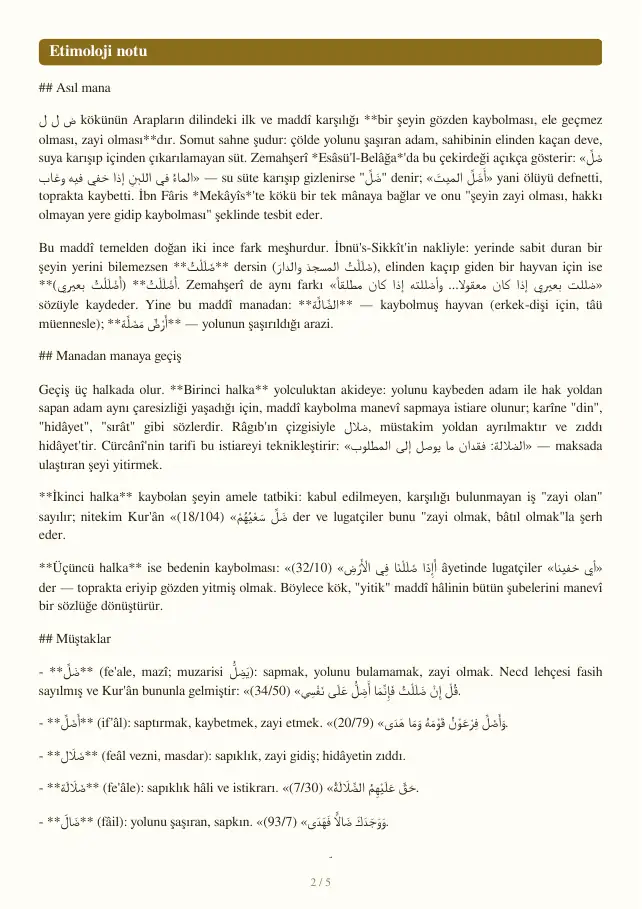 Etimoloji notu
## Asıl mana
ض ل ل kökünün Arapların dilindeki ilk ve maddî karşılığı **bir şeyin gözden kaybolması, ele geçmez
olması, zayi olması**dır. Somut sahne şudur: çölde yolunu şaşıran adam, sahibinin elinden kaçan deve,
suya karışıp içinden çıkarılamayan süt. Zemahşerî *Esâsü'l-Belâğa*'da bu çekirdeği açıkça gösterir: «ضَلَّ
الماءُ في اللبنِ إذا خفى فيه وغاب» — su süte karışıp gizlenirse "ضَلَّ" denir; «أَضَلَّ الميتَ» yani ölüyü defnetti,
toprakta kaybetti. İbn Fâris *Mekâyîs*'te kökü bir tek mânaya bağlar ve onu "şeyin zayi olması, hakkı
olmayan yere gidip kaybolması" şeklinde tesbit eder.
Bu maddî temelden doğan iki ince fark meşhurdur. İbnü's-Sikkît'in nakliyle: yerinde sabit duran bir
şeyin yerini bilemezsen **ضَلَلْتُ** dersin (ضَلَلْتُ المسجدَ والدارَ), elinden kaçıp giden bir hayvan için ise
**أَضْلَلْتُ** (أَضْلَلْتُ بعيري). Zemahşerî de aynı farkı «ضللت بعيري إذا كان معقولا... وأضللته إذا كان مطلقاً»
sözüyle kaydeder. Yine bu maddî manadan: **الضَّالَّة** — kaybolmuş hayvan (erkek-dişi için, tâü
müennesle); **أَرْضٌ مَضَلَّة** — yolunun şaşırıldığı arazi.
## Manadan manaya geçiş
Geçiş üç halkada olur. **Birinci halka** yolculuktan akideye: yolunu kaybeden adam ile hak yoldan
sapan adam aynı çaresizliği yaşadığı için, maddî kaybolma manevî sapmaya istiare olunur; karîne "din",
"hidâyet", "sırât" gibi sözlerdir. Râgıb'ın çizgisiyle ضلال, müstakim yoldan ayrılmaktır ve zıddı
hidâyet'tir. Cürcânî'nin tarifi bu istiareyi teknikleştirir: «الضلالة: فقدان ما يوصل إلى المطلوب» — maksada
ulaştıran şeyi yitirmek.
**İkinci halka** kaybolan şeyin amele tatbiki: kabul edilmeyen, karşılığı bulunmayan iş "zayi olan"
sayılır; nitekim Kur'ân «ضَلَّ سَعْيُهُمْ» (18/104) der ve lugatçiler bunu "zayi olmak, bâtıl olmak"la şerh
eder.
**Üçüncü halka** ise bedenin kaybolması: «أَإِذَا ضَلَلْنَا فِي الْأَرْضِ» (32/10) âyetinde lugatçiler «أي خفينا»
der — toprakta eriyip gözden yitmiş olmak. Böylece kök, "yitik" maddî hâlinin bütün şubelerini manevî
bir sözlüğe dönüştürür.
## Müştaklar
- **ضَلَّ** (fe'ale, mazî; muzarisi يَضِلُّ): sapmak, yolunu bulamamak, zayi olmak. Necd lehçesi fasih
sayılmış ve Kur'ân bununla gelmiştir: «قُلْ إِنْ ضَلَلْتُ فَإِنَّمَا أَضِلُّ عَلَى نَفْسِي» (34/50).
- **أَضَلَّ** (if'âl): saptırmak, kaybetmek, zayi etmek. «وَأَضَلَّ فِرْعَوْنُ قَوْمَهُ وَمَا هَدَى» (20/79).
- **ضَلَال** (feâl vezni, masdar): sapıklık, zayi gidiş; hidâyetin zıddı.
- **ضَلَالَة** (fe'âle): sapıklık hâli ve istikrarı. «حَقَّ عَلَيْهِمُ الضَّلَالَةُ» (7/30).
- **ضَالّ** (fâil): yolunu şaşıran, sapkın. «وَوَجَدَكَ ضَالًّا فَهَدَى» (93/7).
-
2 / 5